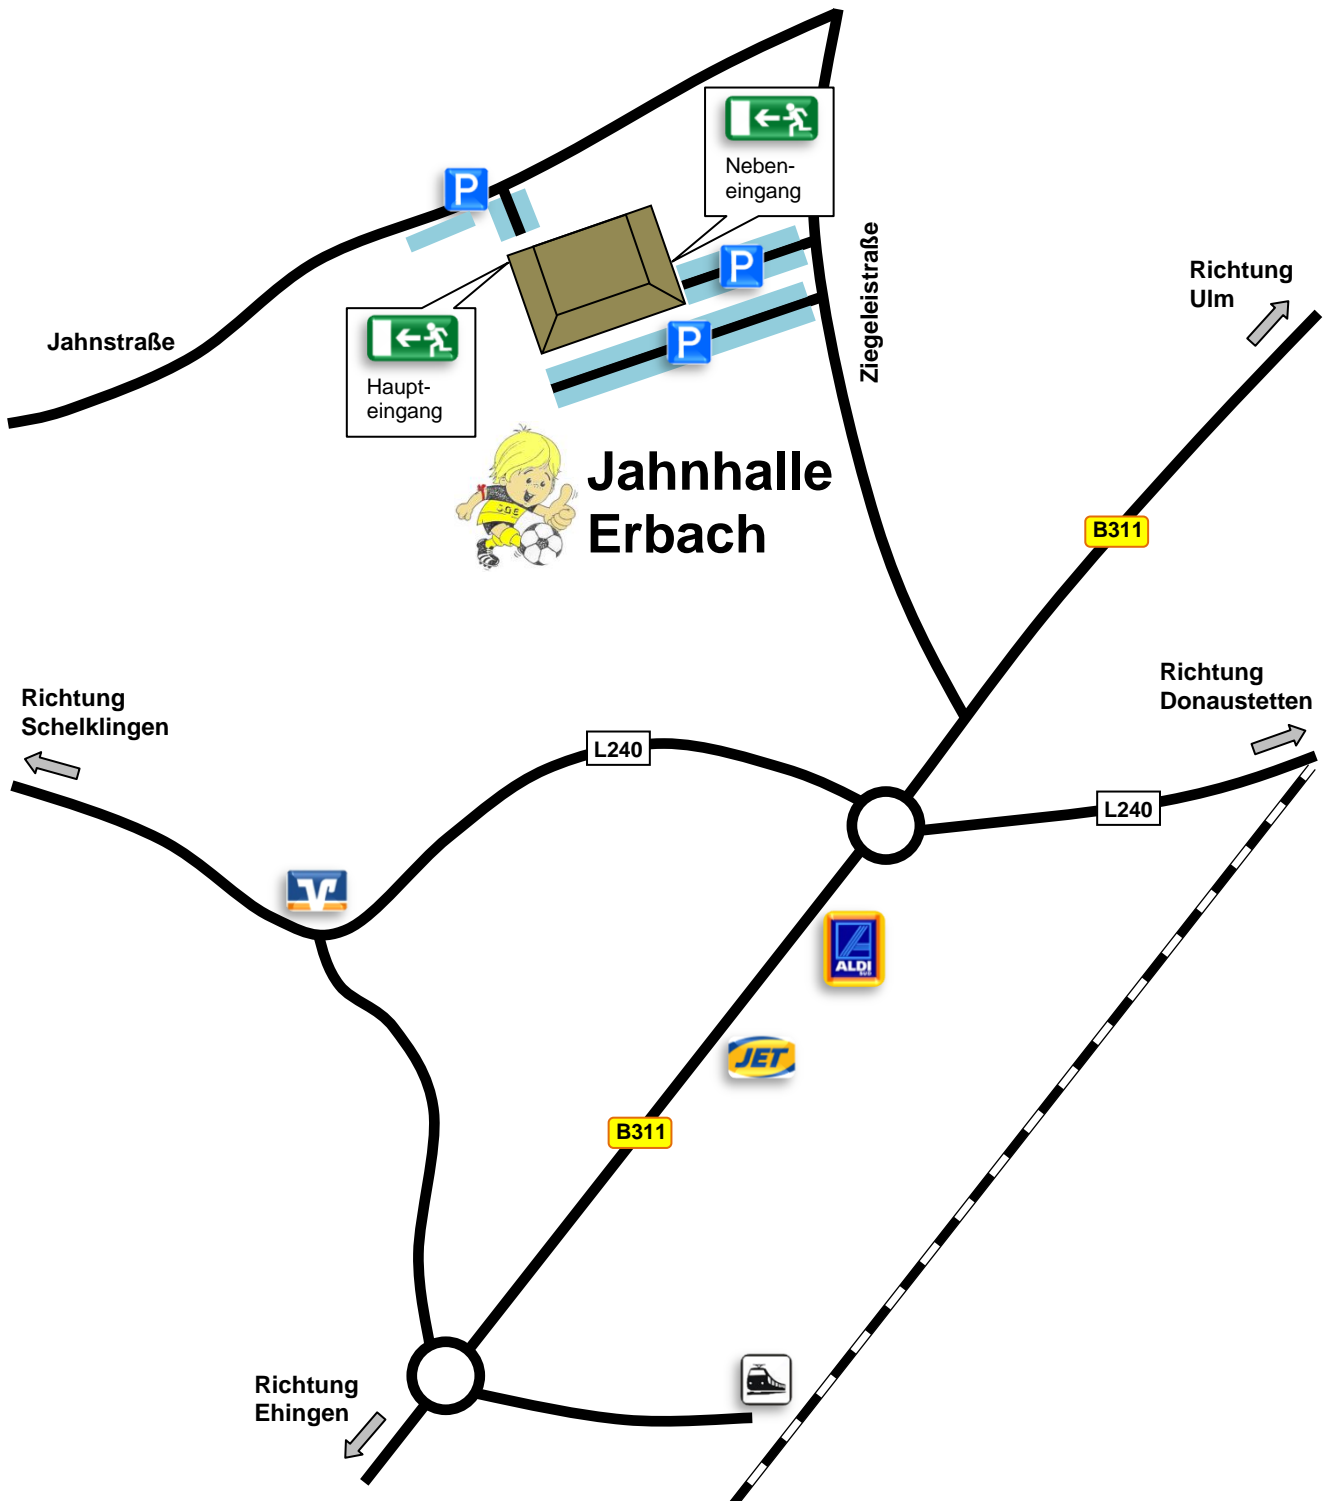 Neben-
eingang
P
P
P
Ziegeleistraße
Richtung
Ulm
Jahnstraße
Haupt-
eingang
Jahnhalle
Erbach
B311
Richtung
Schelklingen
Richtung
Donaustetten
L240
L240
ALDI
SÜD
JET
B311
Richtung
Ehingen